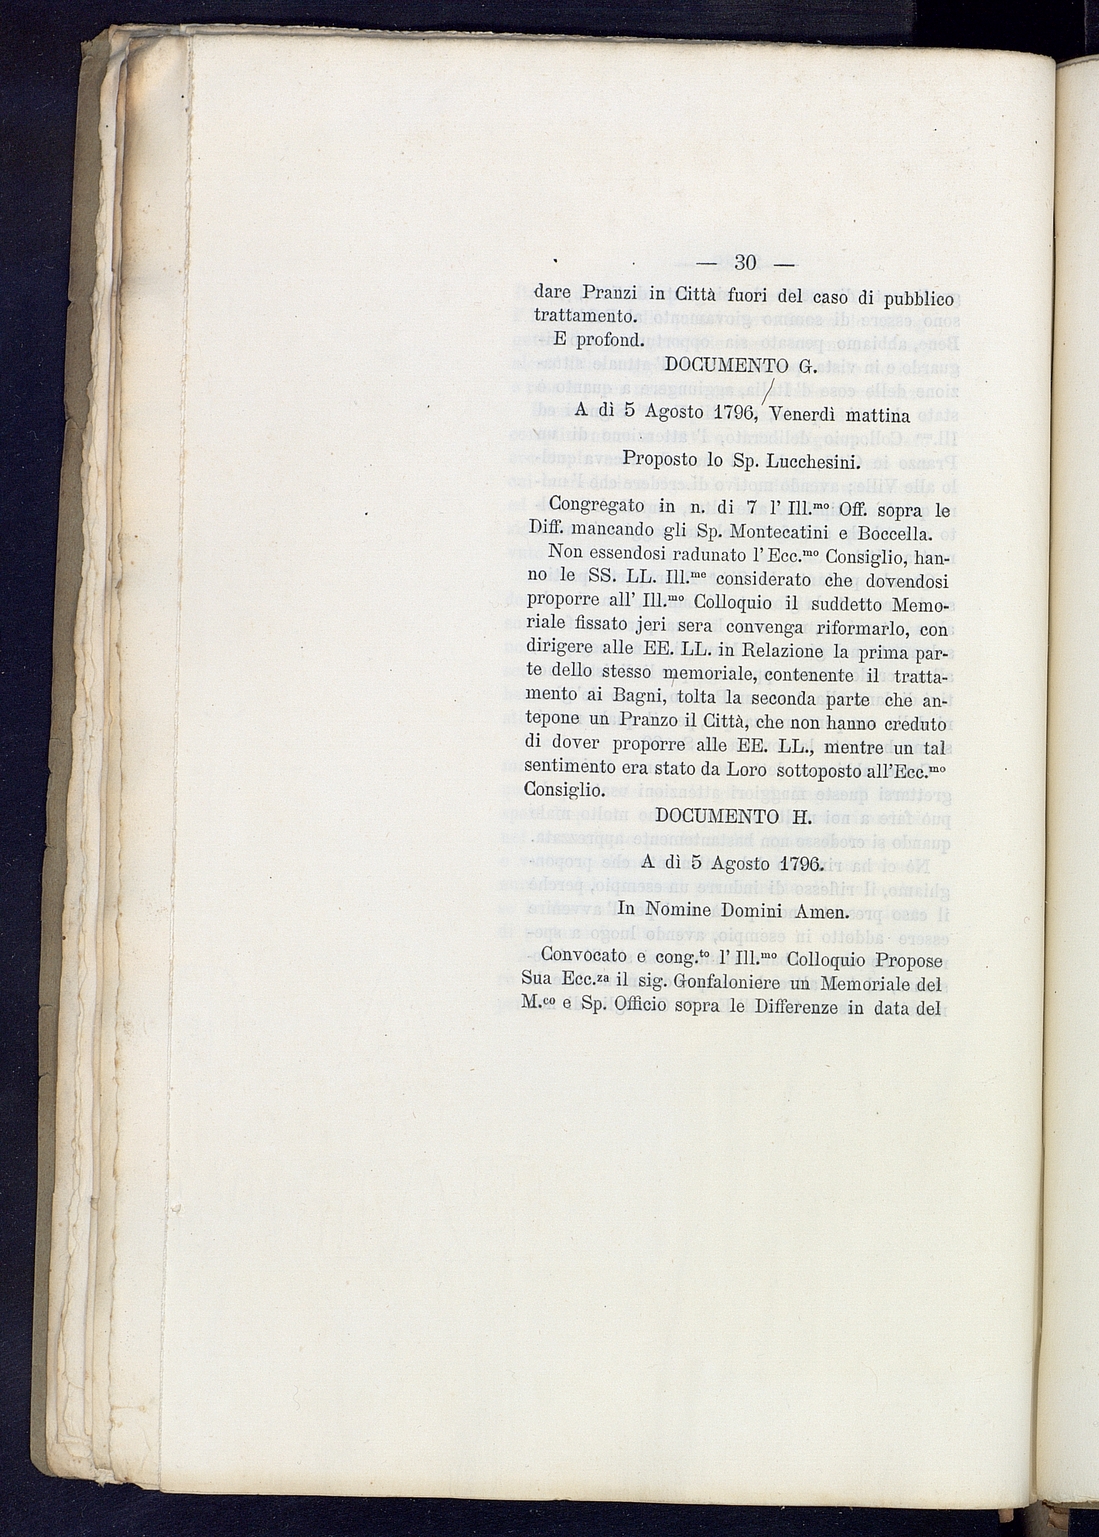 — 30 —
dare Pranzi in Città fuori del caso di pubblico
trattamento.
E profond.
DOCUMENTO G.
A dì 5 Agosto 1796, Venerdì mattina
Proposto lo Sp. Lucchesini.
Congregato in n. di 7 l' Ill.ᵐᵒ Off. sopra le
Diff. mancando gli Sp. Montecatini e Boccella.
Non essendosi radunato l' Ecc.ᵐᵒ Consiglio, han-
no le SS. LL. Ill.ᵐᵉ considerato che dovendosi
proporre all' Ill.ᵐᵒ Colloquio il suddetto Memo-
riale fissato jeri sera convenga riformarlo, con
dirigere alle EE. LL. in Relazione la prima par-
te dello stesso memoriale, contenente il tratta-
mento ai Bagni, tolta la seconda parte che an-
tepone un Pranzo il Città, che non hanno creduto
di dover proporre alle EE. LL., mentre un tal
sentimento era stato da Loro sottoposto all'Ecc.ᵐᵒ
Consiglio.
DOCUMENTO H.
A dì 5 Agosto 1796.
In Nomine Domini Amen.
Convocato e cong.ᵗᵒ l' Ill.ᵐᵒ Colloquio Propose
Sua Ecc.ᶻᵃ il sig. Gonfaloniere un Memoriale del
M.ᶜᵒ e Sp. Officio sopra le Differenze in data del